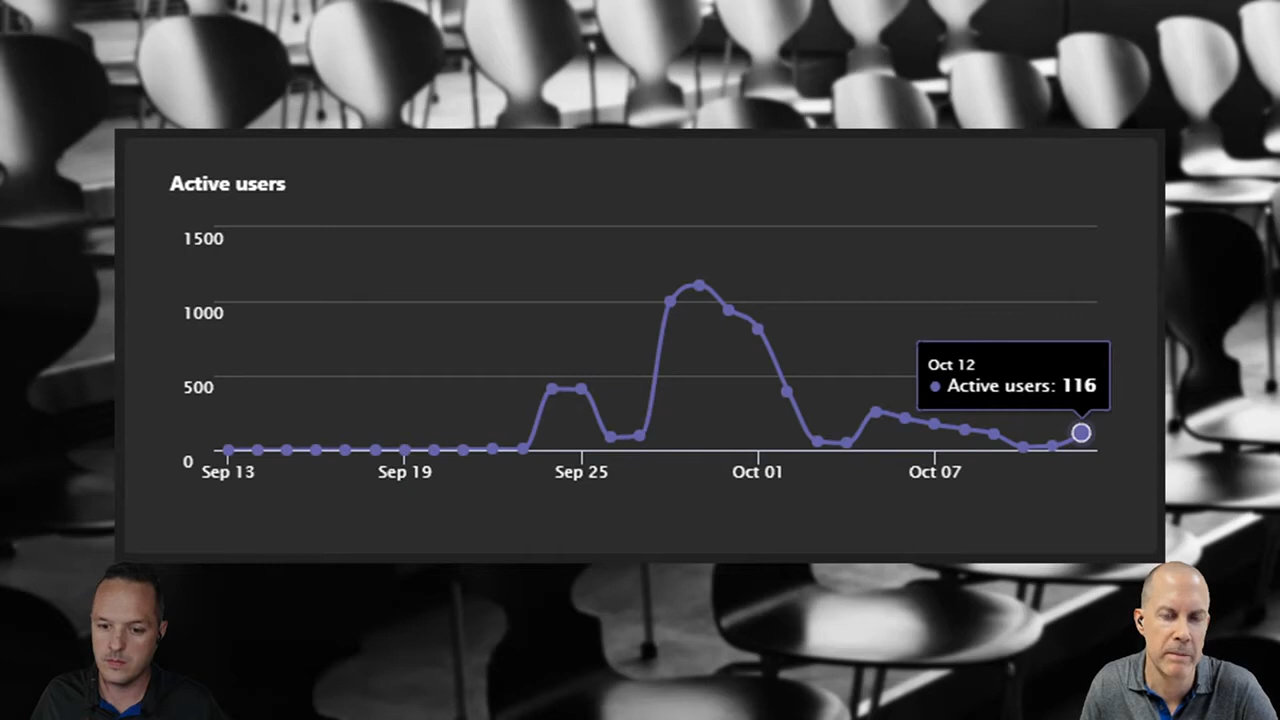 Active users
1500
1000
500
0
Sep 13
Sep 19
Sep 25
Oct 01
Oct 07
Oct 12
Active users: 116